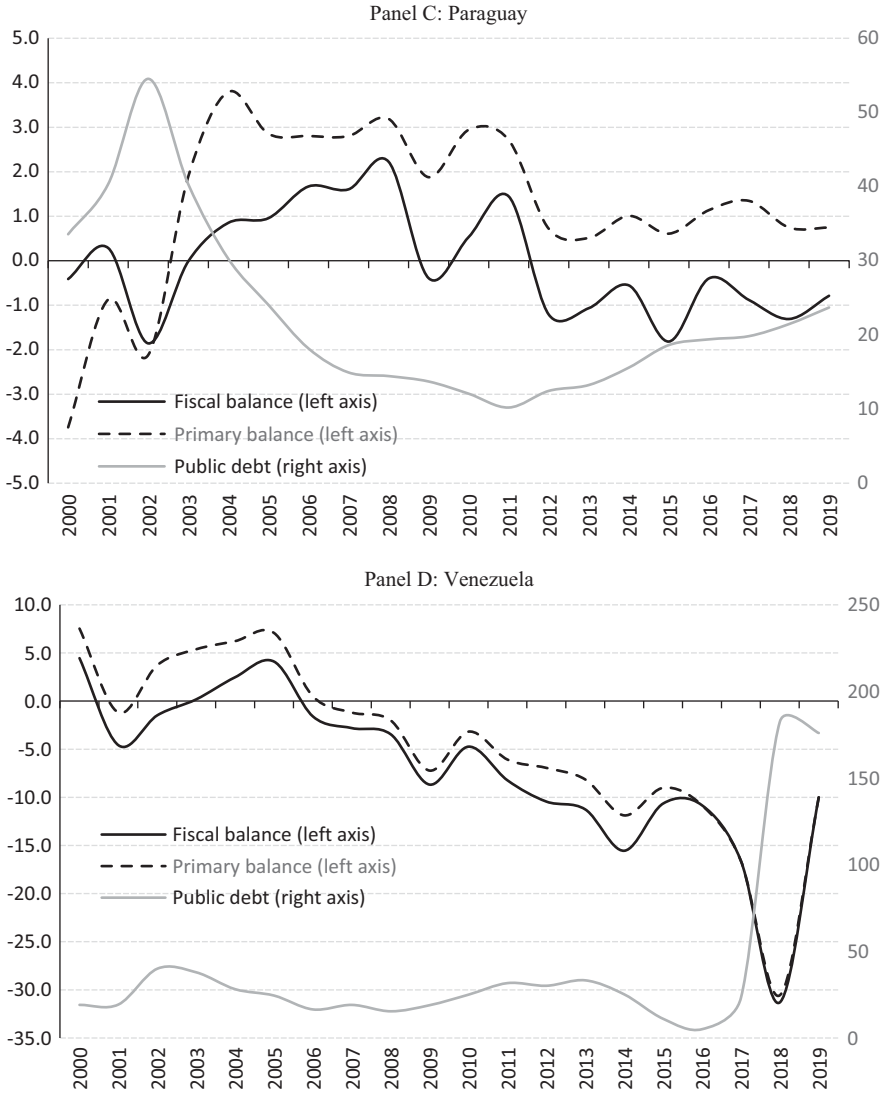 Panel C: Paraguay
5.0 60
4.0 50
3.0
2.0 40
1.0
0.0 30
-1.0
-2.0 20
-3.0
Fiscal balance (left axis)
10
-4.0
Primary balance (left axis)
Public debt (right axis)
-5.0 0
2000 2001 2002 2003 2004 2005 2006 2007 2008 2009 2010 2011 2012 2013 2014 2015 2016 2017 2018 2019
Panel D: Venezuela
10.0 250
5.0
0.0 200
-5.0
150
-10.0
Fiscal balance (left axis)
-15.0
Primary balance (left axis)
100
-20.0
Public debt (right axis)
-25.0
50
-30.0
-35.0 0
2000 2001 2002 2003 2004 2005 2006 2007 2008 2009 2010 2011 2012 2013 2014 2015 2016 2017 2018 2019